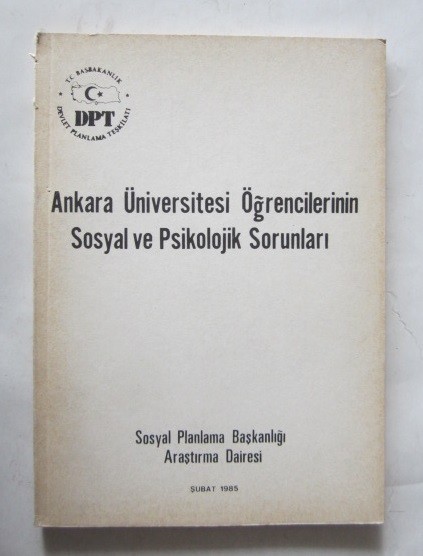 T.C. BAŞBAKANLIK
DPT
DEVLET PLANLAMA TEŞKİLATI
Ankara Üniversitesi Öğrencilerinin
Sosyal ve Psikolojik Sorunları
Sosyal Planlama Başkanlığı
Araştırma Dairesi
ŞUBAT 1985